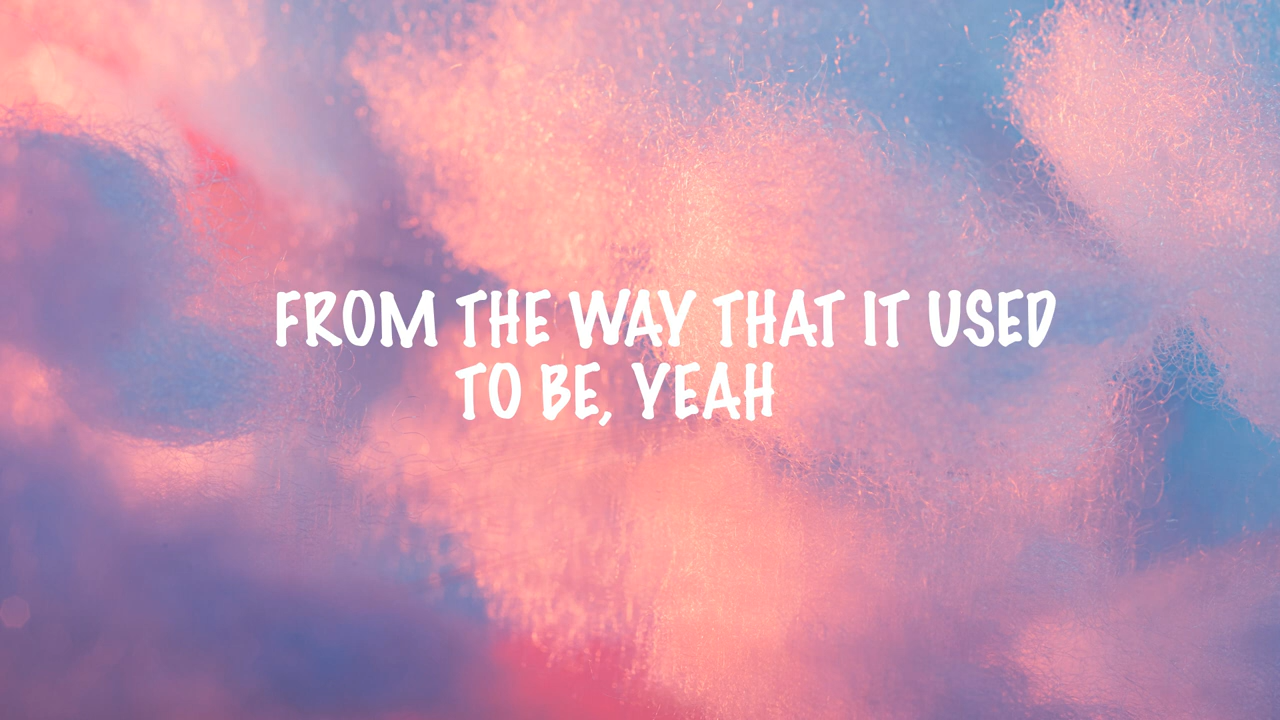 FROM THE WAY THAT IT USED
TO BE, YEAH